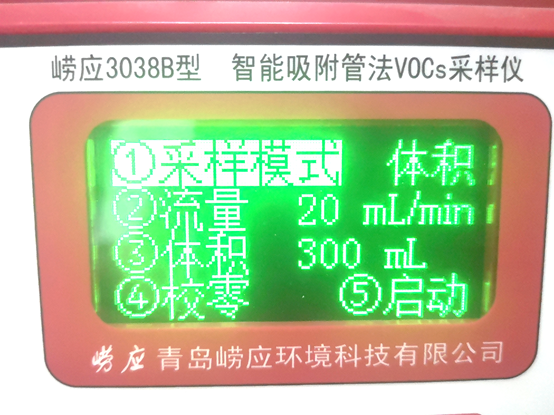 崂应3038B型 智能吸附管法VOCs采样仪
①采样模式 体积
②流量 20 mL/min
③体积 300 mL
④校零 ⑤启动
崂应 青岛崂应环境科技有限公司